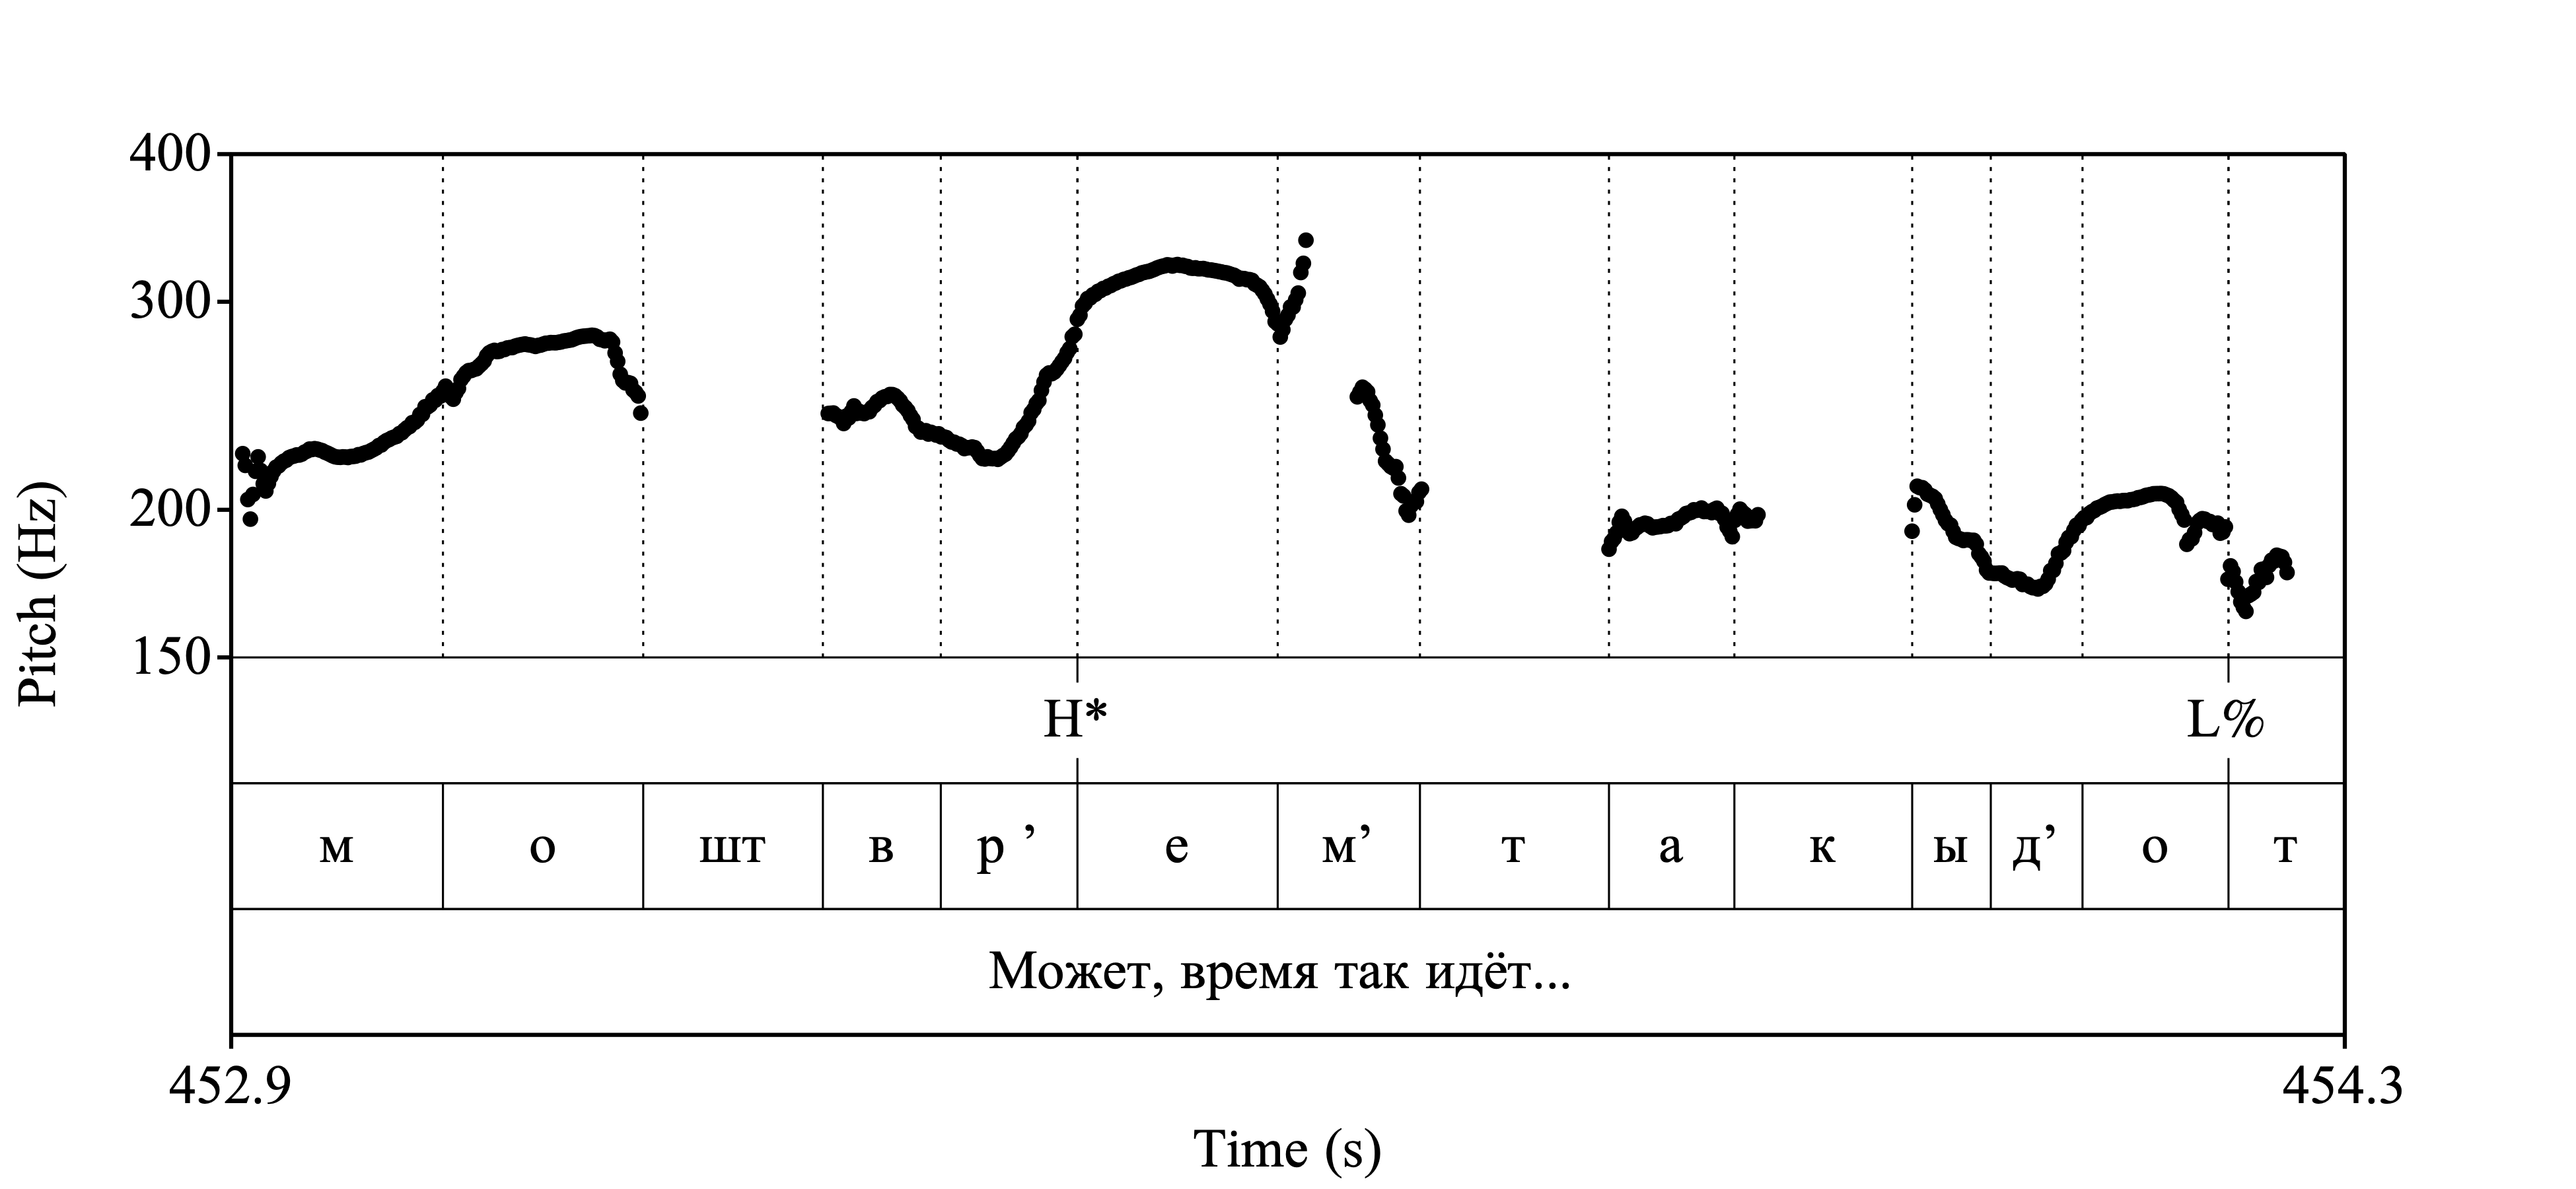 400
300
200
150
Pitch (Hz)
H* L%
м о шт в р’ е м’ т а к ы д’ о т
Может, время так идёт...
452.9 454.3
Time (s)